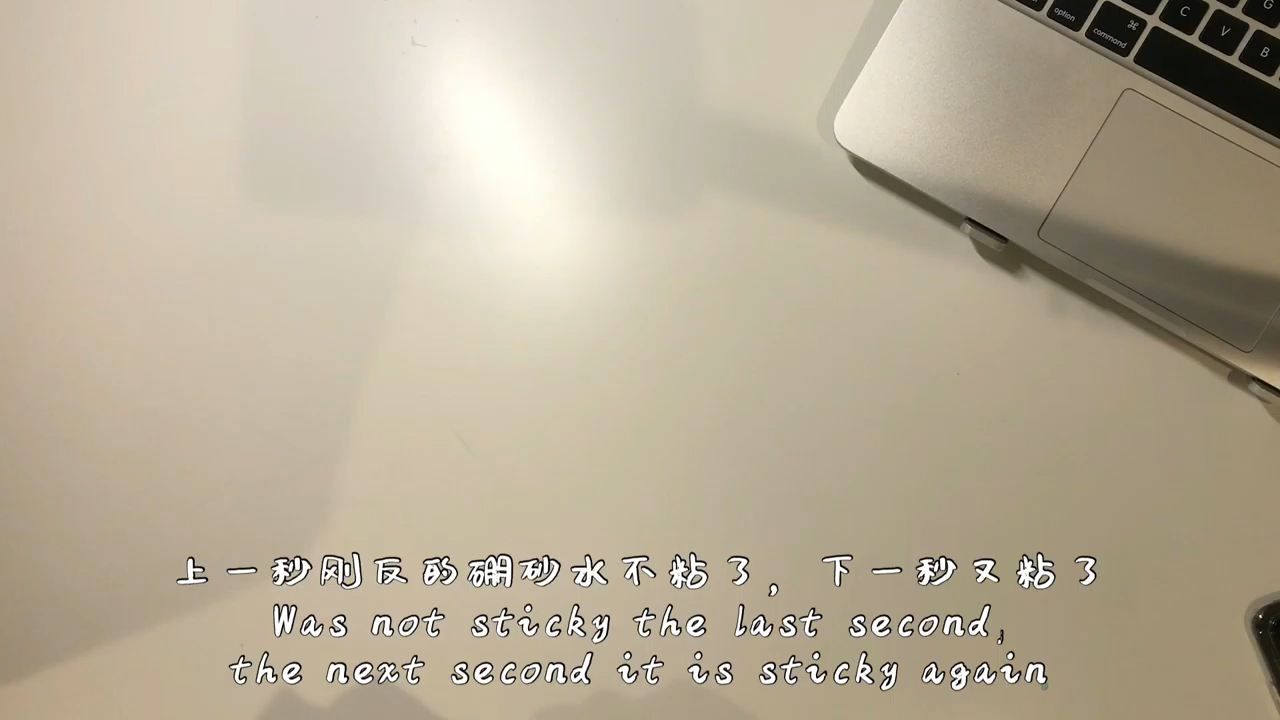 G
C
V
B
option
⌘
command
上一秒刚反的硼砂水不粘了，下一秒又粘了
Was not sticky the last second,
the next second it is sticky again